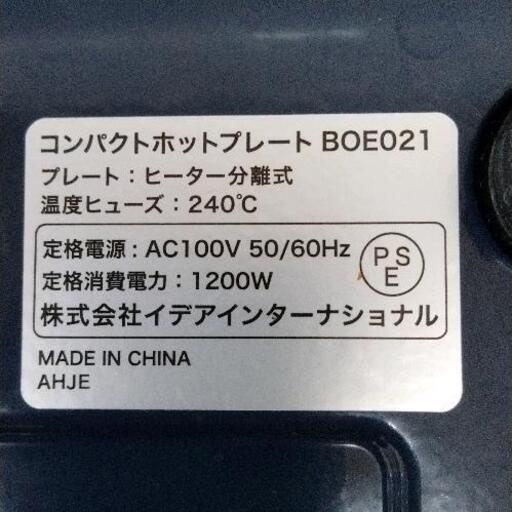 コンパクトホットプレート BOE021
プレート：ヒーター分離式
温度ヒューズ：240℃
定格電源：AC100V 50/60Hz
定格消費電力：1200W
PSE
株式会社イデアインターナショナル
MADE IN CHINA
AHJE